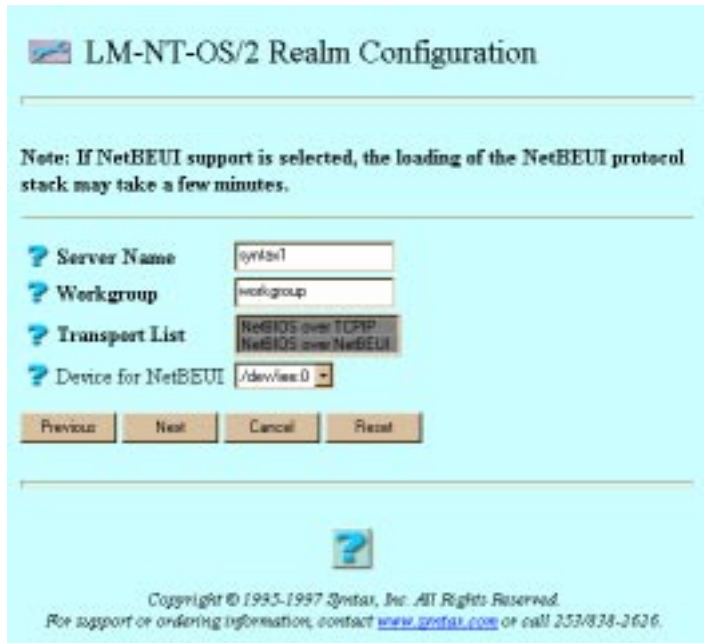 LM-NT-OS/2 Realm Configuration
Note: If NetBEUI support is selected, the loading of the NetBEUI protocol
stack may take a few minutes.
? Server Name syntax1
? Workgroup workgroup
? Transport List NetBIOS over TCPIP
NetBIOS over NetBEUI
? Device for NetBEUI
Previous Next Cancel Reset
?
Copyright © 1995-1997 Syntax, Inc. All Rights Reserved.
For support or ordering information, contact www.syntax.com or call 253/838-2626.